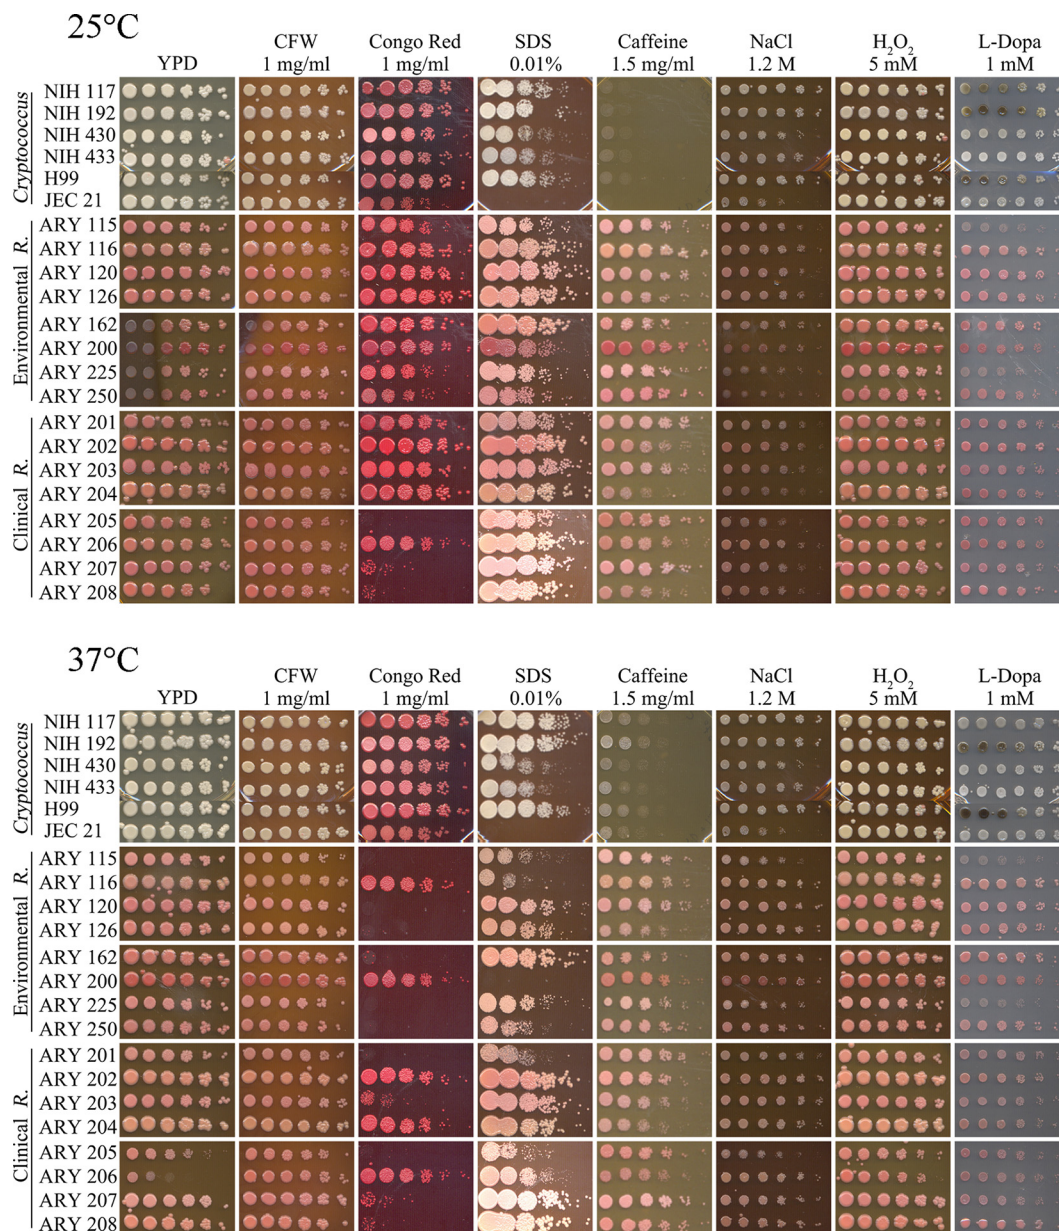 25°C
YPD
CFW
1 mg/ml
Congo Red
1 mg/ml
SDS
0.01%
Caffeine
1.5 mg/ml
NaCl
1.2 M
H₂O₂
5 mM
L-Dopa
1 mM
Cryptococcus
NIH 117
NIH 192
NIH 430
NIH 433
H99
JEC 21
Environmental R.
ARY 115
ARY 116
ARY 120
ARY 126
ARY 162
ARY 200
ARY 225
ARY 250
Clinical R.
ARY 201
ARY 202
ARY 203
ARY 204
ARY 205
ARY 206
ARY 207
ARY 208
37°C
YPD
CFW
1 mg/ml
Congo Red
1 mg/ml
SDS
0.01%
Caffeine
1.5 mg/ml
NaCl
1.2 M
H₂O₂
5 mM
L-Dopa
1 mM
Cryptococcus
NIH 117
NIH 192
NIH 430
NIH 433
H99
JEC 21
Environmental R.
ARY 115
ARY 116
ARY 120
ARY 126
ARY 162
ARY 200
ARY 225
ARY 250
Clinical R.
ARY 201
ARY 202
ARY 203
ARY 204
ARY 205
ARY 206
ARY 207
ARY 208